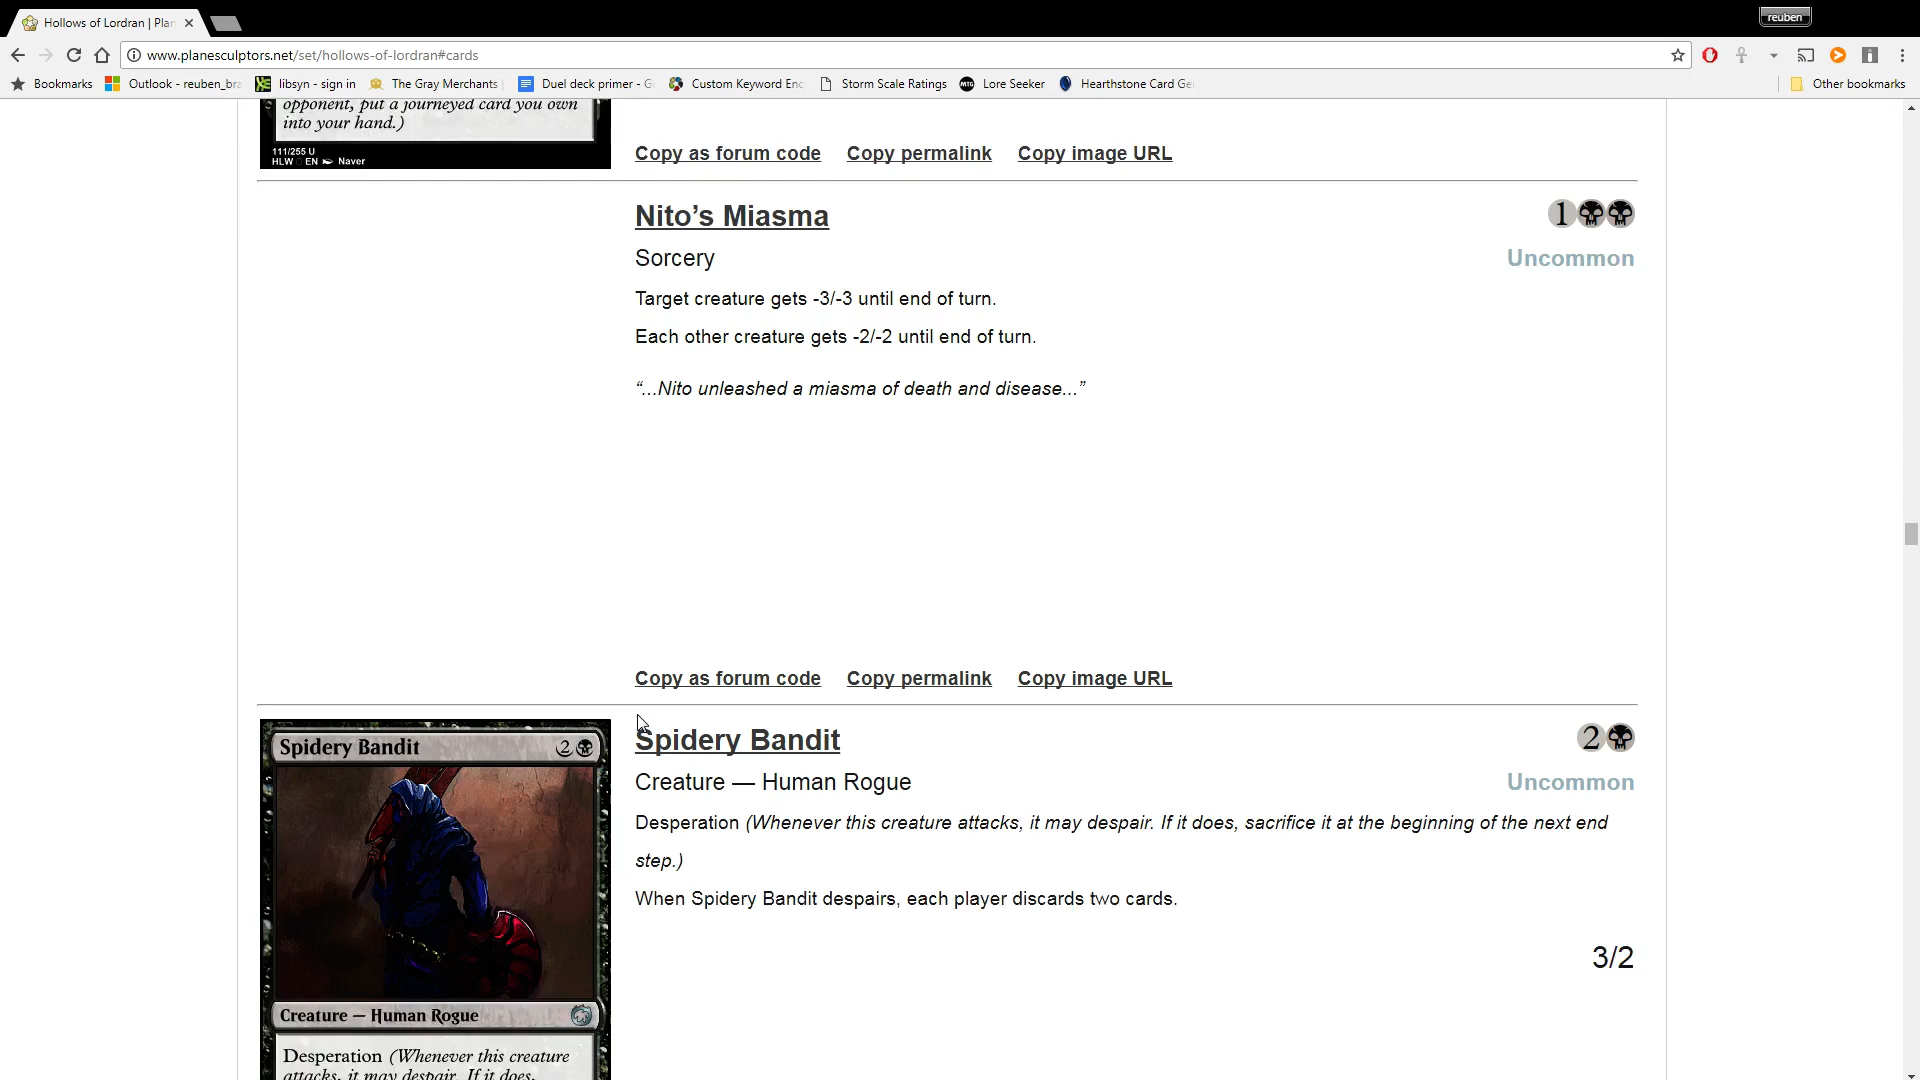 Hollows of Lordran | Plan
reuben
www.planesculptors.net/set/hollows-of-lordran#cards
Bookmarks
Outlook - reuben_bra
libsyn - sign in
The Gray Merchants
Duel deck primer - G
Custom Keyword Enc
Storm Scale Ratings
MTG
Lore Seeker
Hearthstone Card Ge
Other bookmarks
opponent, put a journeyed card you own
into your hand.)
111/255 U
HLW EN Naver
Copy as forum code Copy permalink Copy image URL
Nito’s Miasma
1
Sorcery
Uncommon
Target creature gets -3/-3 until end of turn.
Each other creature gets -2/-2 until end of turn.
“...Nito unleashed a miasma of death and disease...”
Copy as forum code Copy permalink Copy image URL
Spidery Bandit 2
Spidery Bandit
2
Creature — Human Rogue
Uncommon
Desperation (Whenever this creature attacks, it may despair. If it does, sacrifice it at the beginning of the next end
step.)
When Spidery Bandit despairs, each player discards two cards.
3/2
Creature — Human Rogue
Desperation (Whenever this creature
attacks, it may despair. If it does,